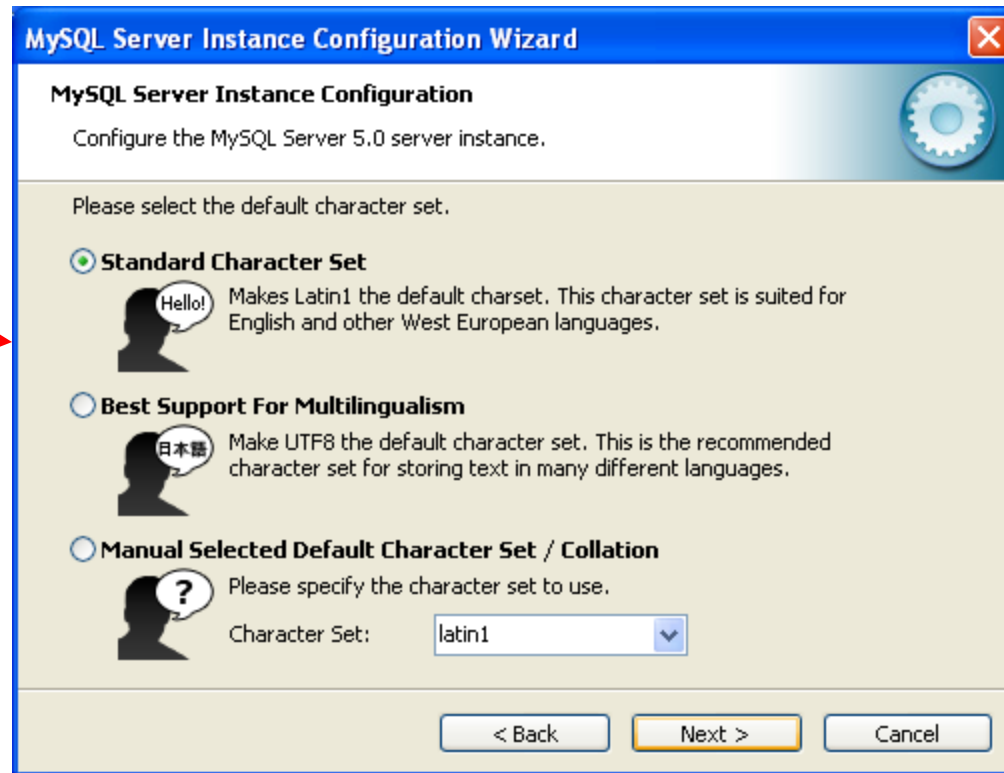 MySQL Server Instance Configuration Wizard
MySQL Server Instance Configuration
Configure the MySQL Server 5.0 server instance.
Please select the default character set.
Standard Character Set
Hello!
Makes Latin1 the default charset. This character set is suited for
English and other West European languages.
Best Support For Multilingualism
日本語
Make UTF8 the default character set. This is the recommended
character set for storing text in many different languages.
Manual Selected Default Character Set / Collation
?
Please specify the character set to use.
Character Set: latin1
< Back Next > Cancel